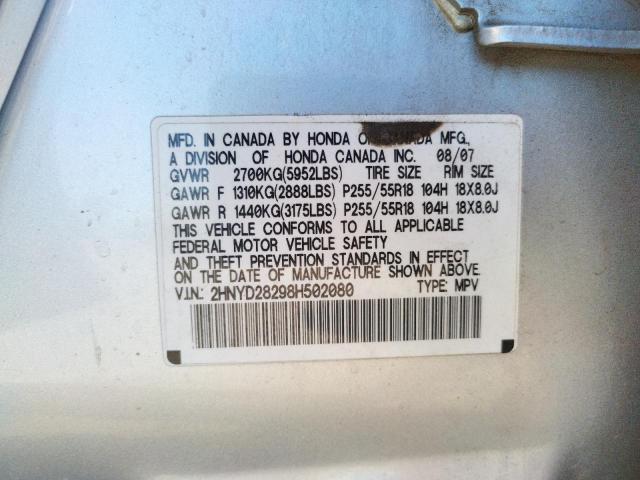 MFD. IN CANADA BY HONDA OF CANADA MFG.,
A DIVISION OF HONDA CANADA INC. 08/07
GVWR 2700KG(5952LBS) TIRE SIZE RIM SIZE
GAWR F 1310KG(2888LBS) P255/55R18 104H 18X8.0J
GAWR R 1440KG(3175LBS) P255/55R18 104H 18X8.0J
THIS VEHICLE CONFORMS TO ALL APPLICABLE
FEDERAL MOTOR VEHICLE SAFETY
AND THEFT PREVENTION STANDARDS IN EFFECT
ON THE DATE OF MANUFACTURE SHOWN ABOVE.
V.I.N.: 2HNYD28298H502080 TYPE: MPV